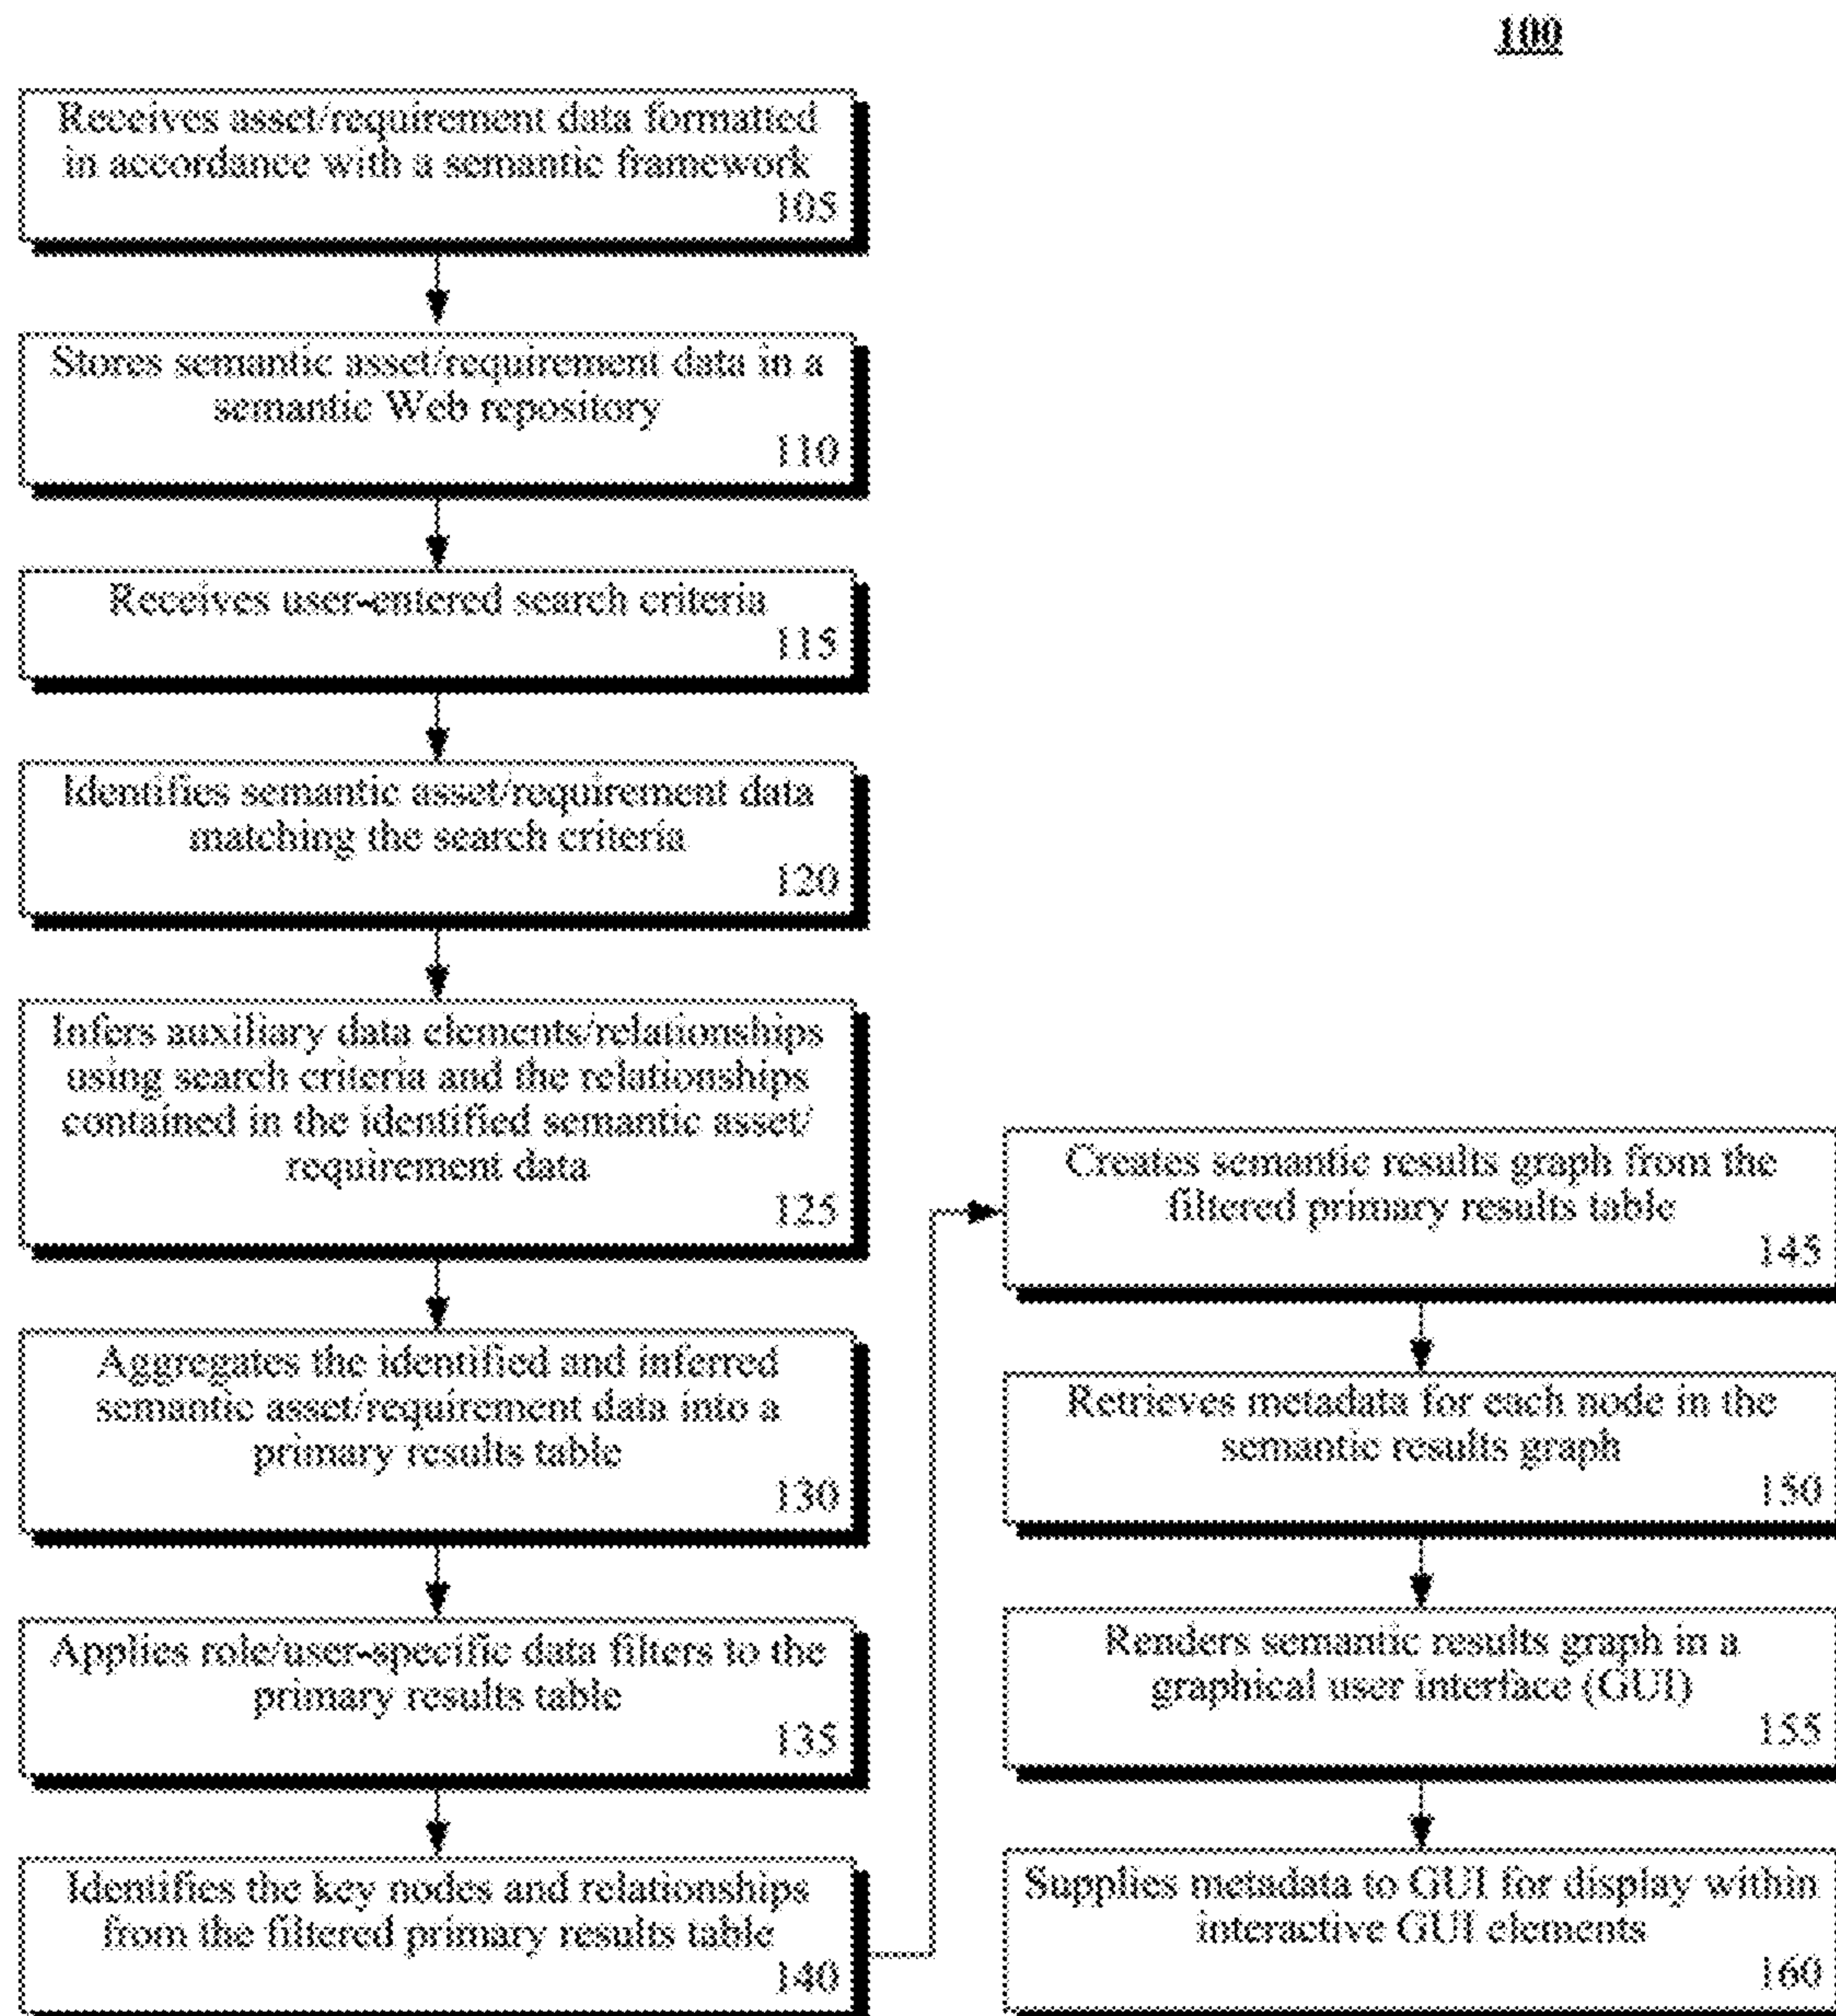 100
Receives asset/requirement data formatted
in accordance with a semantic framework
105
Stores semantic asset/requirement data in a
semantic Web repository
110
Receives user-entered search criteria
115
Identifies semantic asset/requirement data
matching the search criteria
120
Infers auxiliary data elements/relationships
using search criteria and the relationships
contained in the identified semantic asset/
requirement data
125
Aggregates the identified and inferred
semantic asset/requirement data into a
primary results table
130
Applies role/user-specific data filters to the
primary results table
135
Identifies the key nodes and relationships
from the filtered primary results table
140
Creates semantic results graph from the
filtered primary results table
145
Retrieves metadata for each node in the
semantic results graph
150
Renders semantic results graph in a
graphical user interface (GUI)
155
Supplies metadata to GUI for display within
interactive GUI elements
160